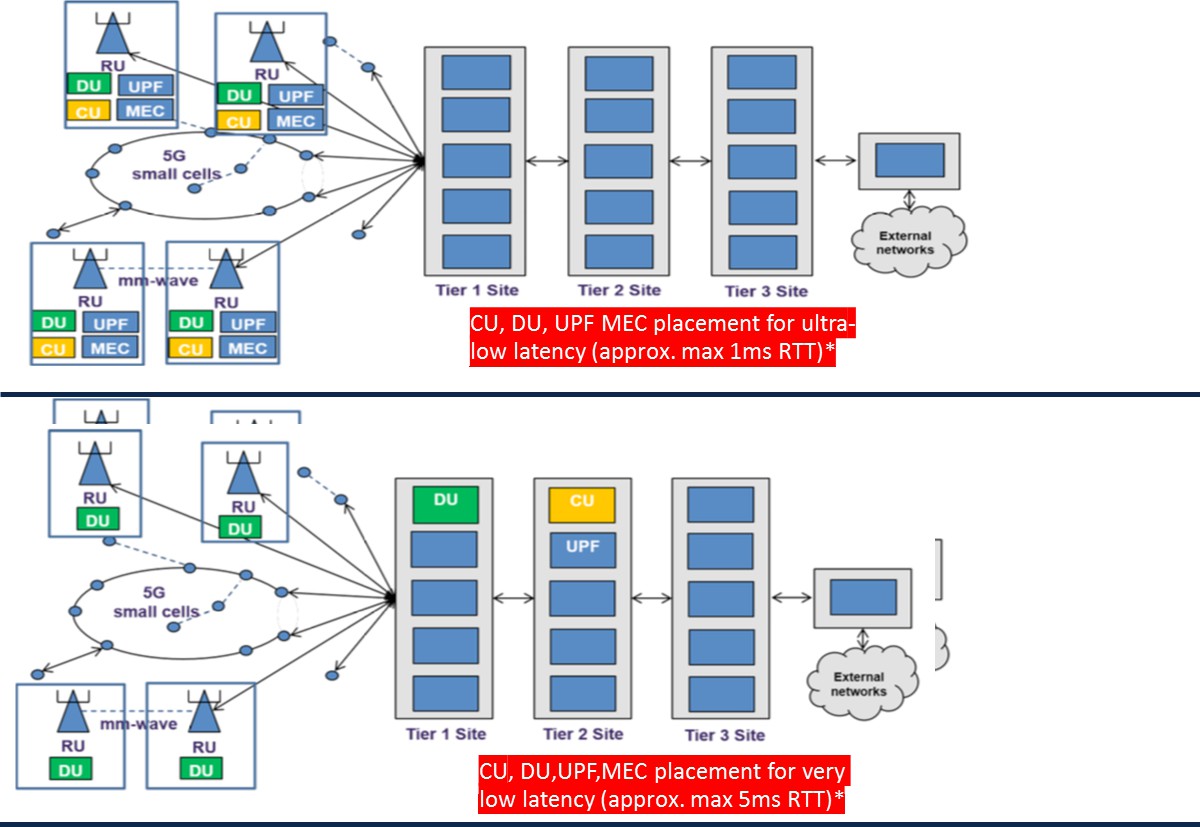 RU
DU UPF
CU MEC
RU
DU UPF
CU MEC
5G
small cells
mm-wave
RU
DU UPF
CU MEC
RU
DU UPF
CU MEC
Tier 1 Site
Tier 2 Site
Tier 3 Site
External
networks
CU, DU, UPF MEC placement for ultra-
low latency (approx. max 1ms RTT)*
RU
DU
RU
DU
5G
small cells
mm-wave
RU
DU
RU
DU
DU
Tier 1 Site
CU
UPF
Tier 2 Site
Tier 3 Site
External
networks
CU, DU,UPF,MEC placement for very
low latency (approx. max 5ms RTT)*